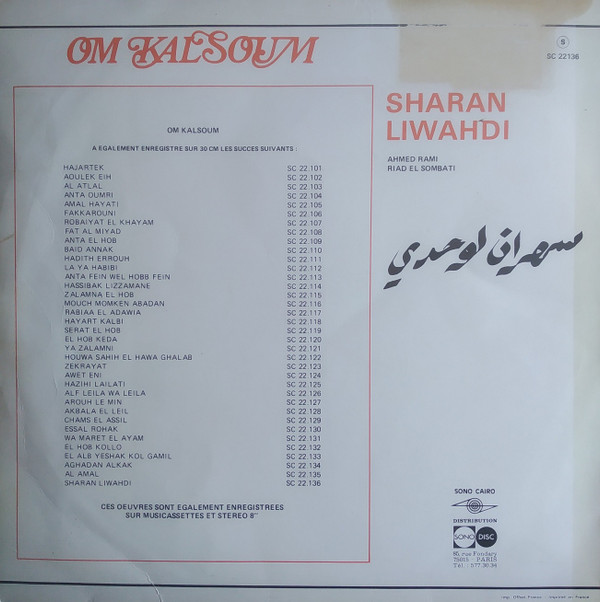 OM KALSOUM
S
SC 22136
SHARAN
LIWAHDI
AHMED RAMI
RIAD EL SOMBATI
سهران لوحدي
OM KALSOUM
A EGALEMENT ENREGISTRE SUR 30 CM LES SUCCES SUIVANTS :
HAJARTEK SC 22.101
AOULEK EIH SC 22.102
AL ATLAL SC 22.103
ANTA OUMRI SC 22.104
AMAL HAYATI SC 22.105
FAKKAROUNI SC 22.106
ROBAIYAT EL KHAYAM SC 22.107
FAT AL MIYAD SC 22.108
ANTA EL HOB SC 22.109
BAID ANNAK SC 22.110
HADITH ERROUH SC 22.111
LA YA HABIBI SC 22.112
ANTA FEIN WEL HOBB FEIN SC 22.113
HASSIBAK LIZZAMANE SC 22.114
ZALAMNA EL HOB SC 22.115
MOUCH MOMKEN ABADAN SC 22.116
RABIAA EL ADAWIA SC 22.117
HAYART KALBI SC 22.118
SERAT EL HOB SC 22.119
EL HOB KEDA SC 22.120
YA ZALAMNI SC 22.121
HOUWA SAHIH EL HAWA GHALAB SC 22.122
ZEKRAYAT SC 22.123
AWET ENI SC 22.124
HAZIHI LAILATI SC 22.125
ALF LEILA WA LEILA SC 22.126
AROUH LE MIN SC 22.127
AKBALA EL LEIL SC 22.128
CHAMS EL ASSIL SC 22.129
ESSAL ROHAK SC 22.130
WA MARET EL AYAM SC 22.131
EL HOB KOLLO SC 22.132
EL ALB YESHAK KOL GAMIL SC 22.133
AGHADAN ALKAK SC 22.134
AL AMAL SC 22.135
SHARAN LIWAHDI SC 22.136
CES OEUVRES SONT EGALEMENT ENREGISTREES
SUR MUSICASSETTES ET STEREO 8"
SONO CAIRO
DISTRIBUTION
SONO DISC
60, rue Fondary
75015 - PARIS
Tél. : 577.30.34